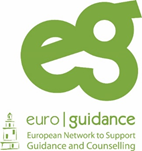 eg
euro|guidance
European Network to Support
Guidance and Counselling